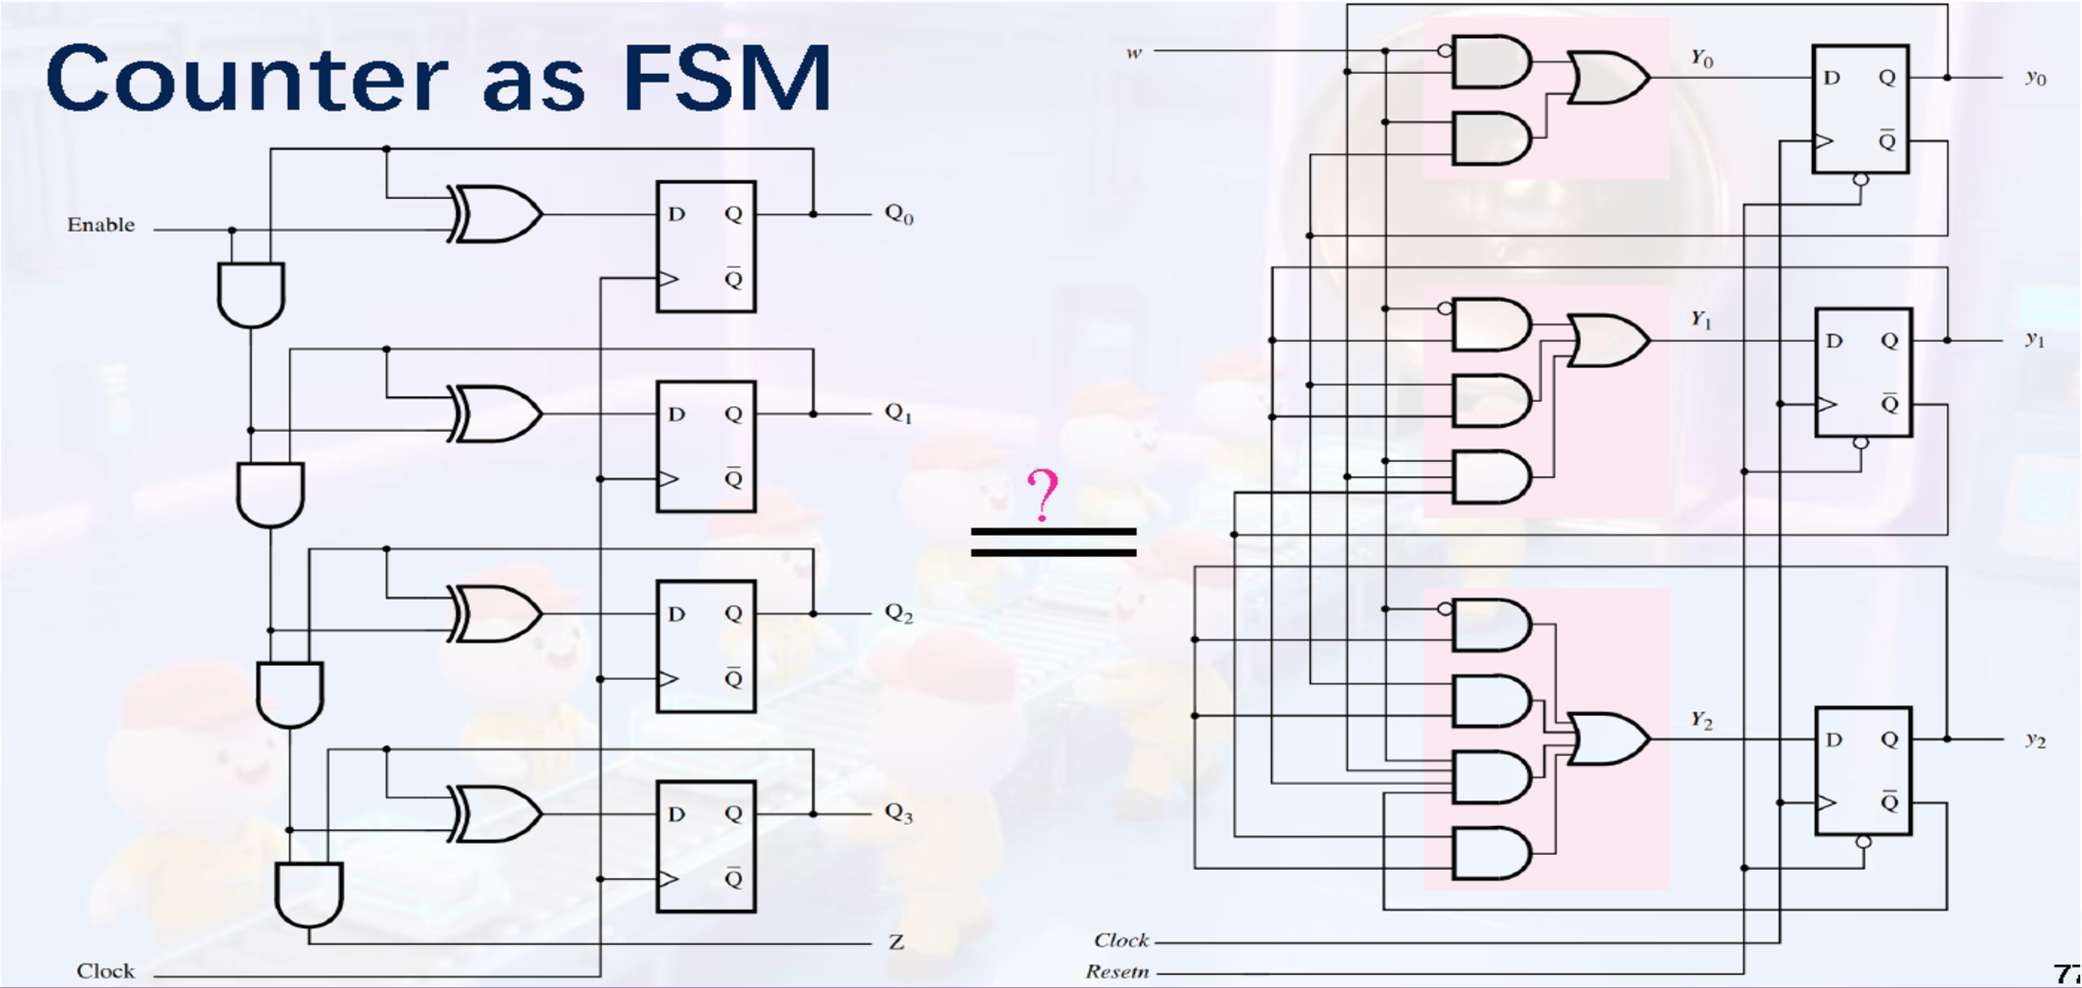 Counter as FSM
Enable
D Q Q₀
Q̅
D Q Q₁
Q̅
D Q Q₂
Q̅
D Q Q₃
Q̅
Z
Clock
?
w
Y₀
D Q y₀
Q̅
Y₁
D Q y₁
Q̅
Y₂
D Q y₂
Q̅
Clock
Resetn